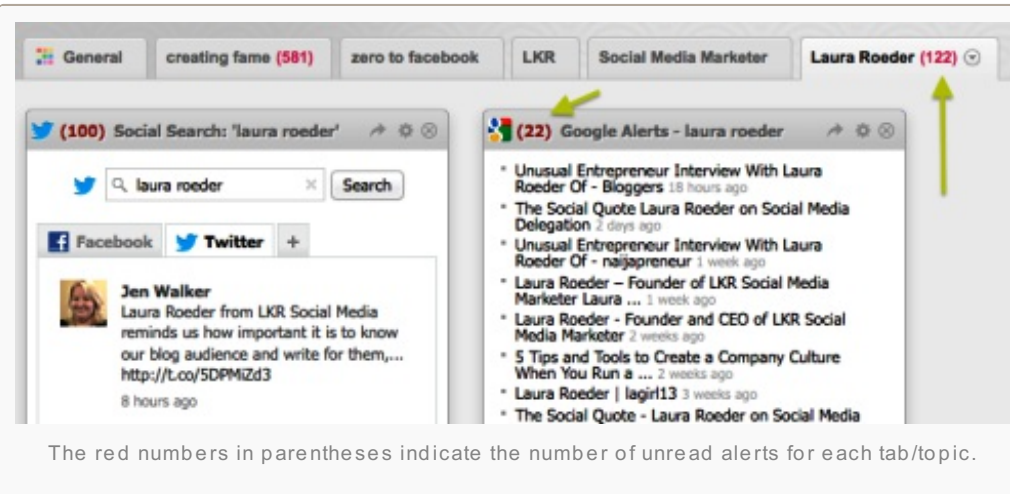 General
creating fame (581)
zero to facebook
LKR
Social Media Marketer
Laura Roeder (122)
(100) Social Search: 'laura roeder'
laura roeder
Search
Facebook
Twitter
+
Jen Walker
Laura Roeder from LKR Social Media
reminds us how important it is to know
our blog audience and write for them,...
http://t.co/5DPMiZd3
8 hours ago
(22) Google Alerts - laura roeder
Unusual Entrepreneur Interview With Laura
Roeder Of - Bloggers 18 hours ago
The Social Quote Laura Roeder on Social Media
Delegation 2 days ago
Unusual Entrepreneur Interview With Laura
Roeder Of - naijapreneur 1 week ago
Laura Roeder – Founder of LKR Social Media
Marketer Laura ... 1 week ago
Laura Roeder - Founder and CEO of LKR Social
Media Marketer 2 weeks ago
5 Tips and Tools to Create a Company Culture
When You Run a ... 2 weeks ago
Laura Roeder | lagirl13 3 weeks ago
The Social Quote - Laura Roeder on Social Media
The red numbers in parentheses indicate the number of unread alerts for each tab/topic.